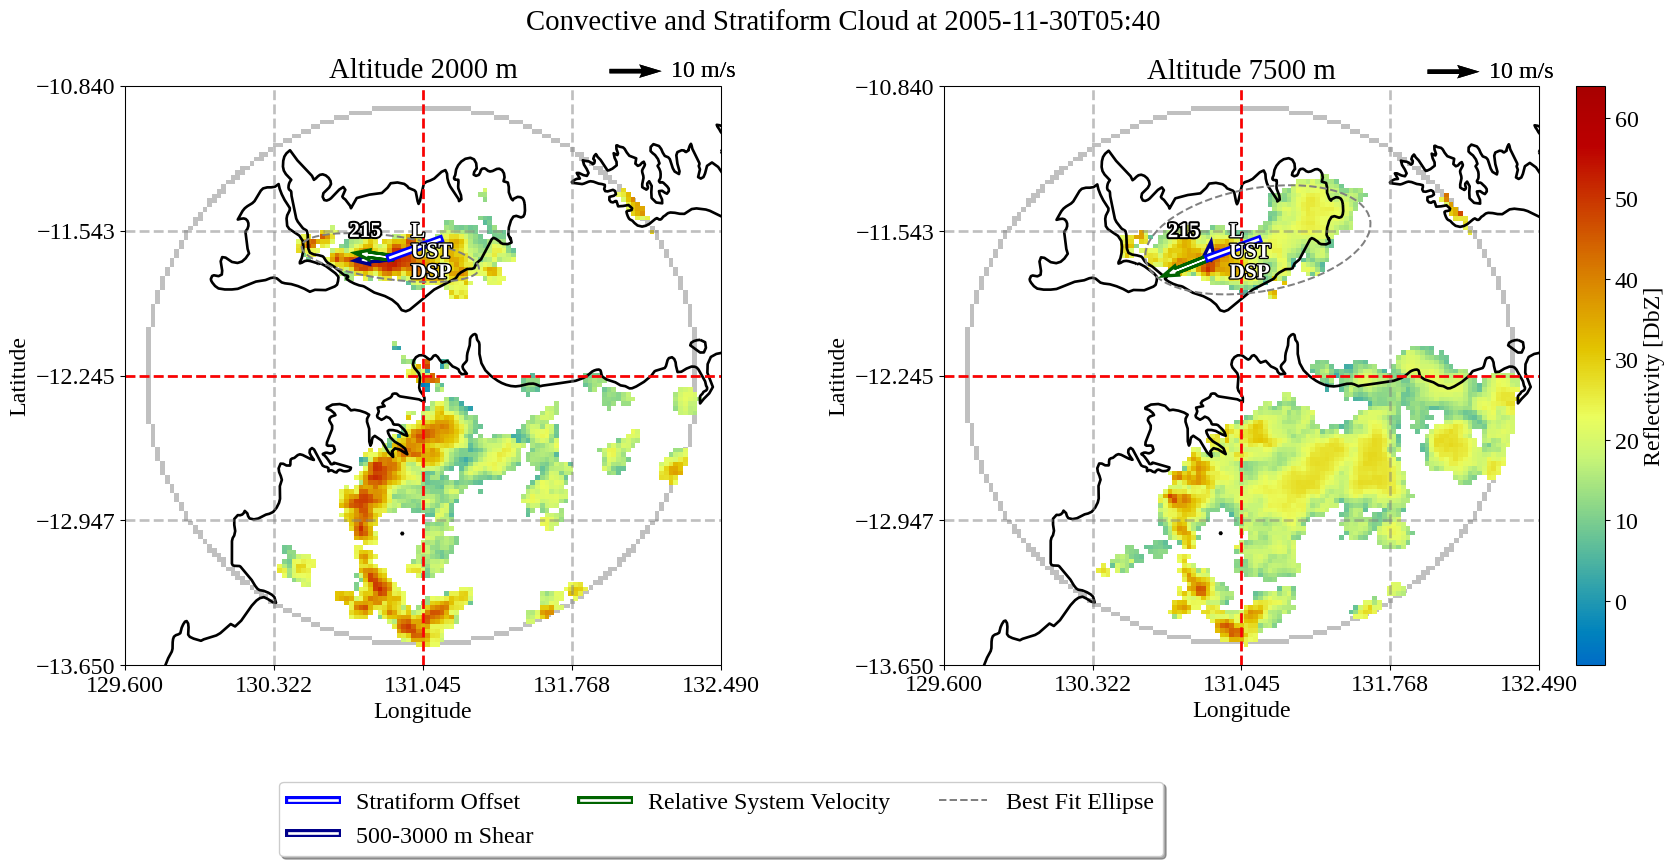 Convective and Stratiform Cloud at 2005-11-30T05:40
Altitude 2000 m
10 m/s
−10.840
−11.543
−12.245
−12.947
−13.650
Latitude
129.600
130.322
131.045
131.768
132.490
Longitude
215
L
UST
DSP
Altitude 7500 m
10 m/s
−10.840
−11.543
−12.245
−12.947
−13.650
Latitude
129.600
130.322
131.045
131.768
132.490
Longitude
215
L
UST
DSP
60
50
40
30
20
10
0
Reflectivity [DbZ]
Stratiform Offset
500-3000 m Shear
Relative System Velocity
Best Fit Ellipse